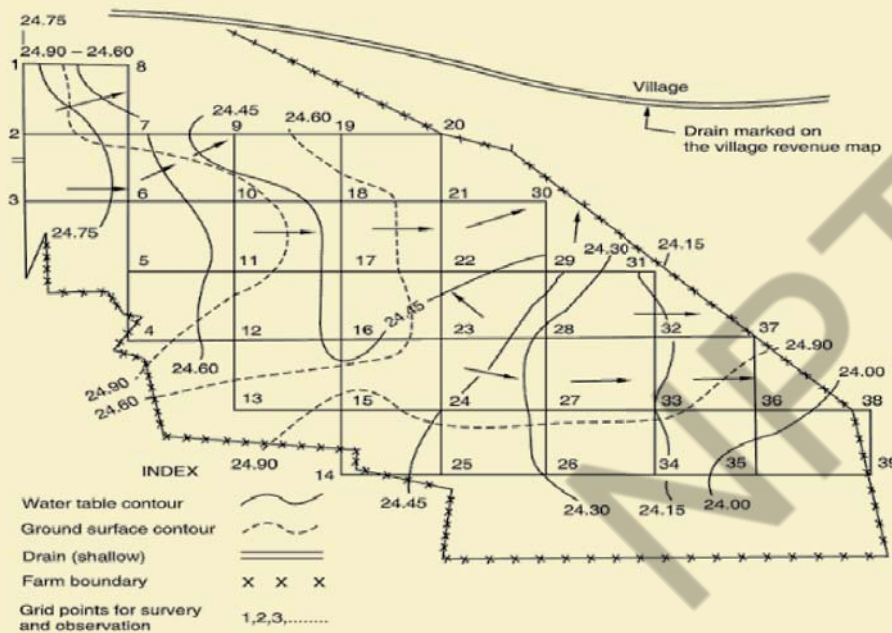 24.75
24.90 – 24.60
1 8
Village
24.45
24.60
7 9 19 20
2
Drain marked on
the village revenue map
3 6 10 18 21 30
24.75
24.30 24.15
5 11 17 22 29 31
24.45
4 12 16 23 28 32 37
24.60
24.90
24.90
24.60
24.00
13 15 24 27 33 36 38
24.90
INDEX
14 25 26 34 35 39
24.45 24.30 24.15 24.00
Water table contour
Ground surface contour
Drain (shallow)
Farm boundary x x x
Grid points for survery
and observation 1,2,3,........
NPT